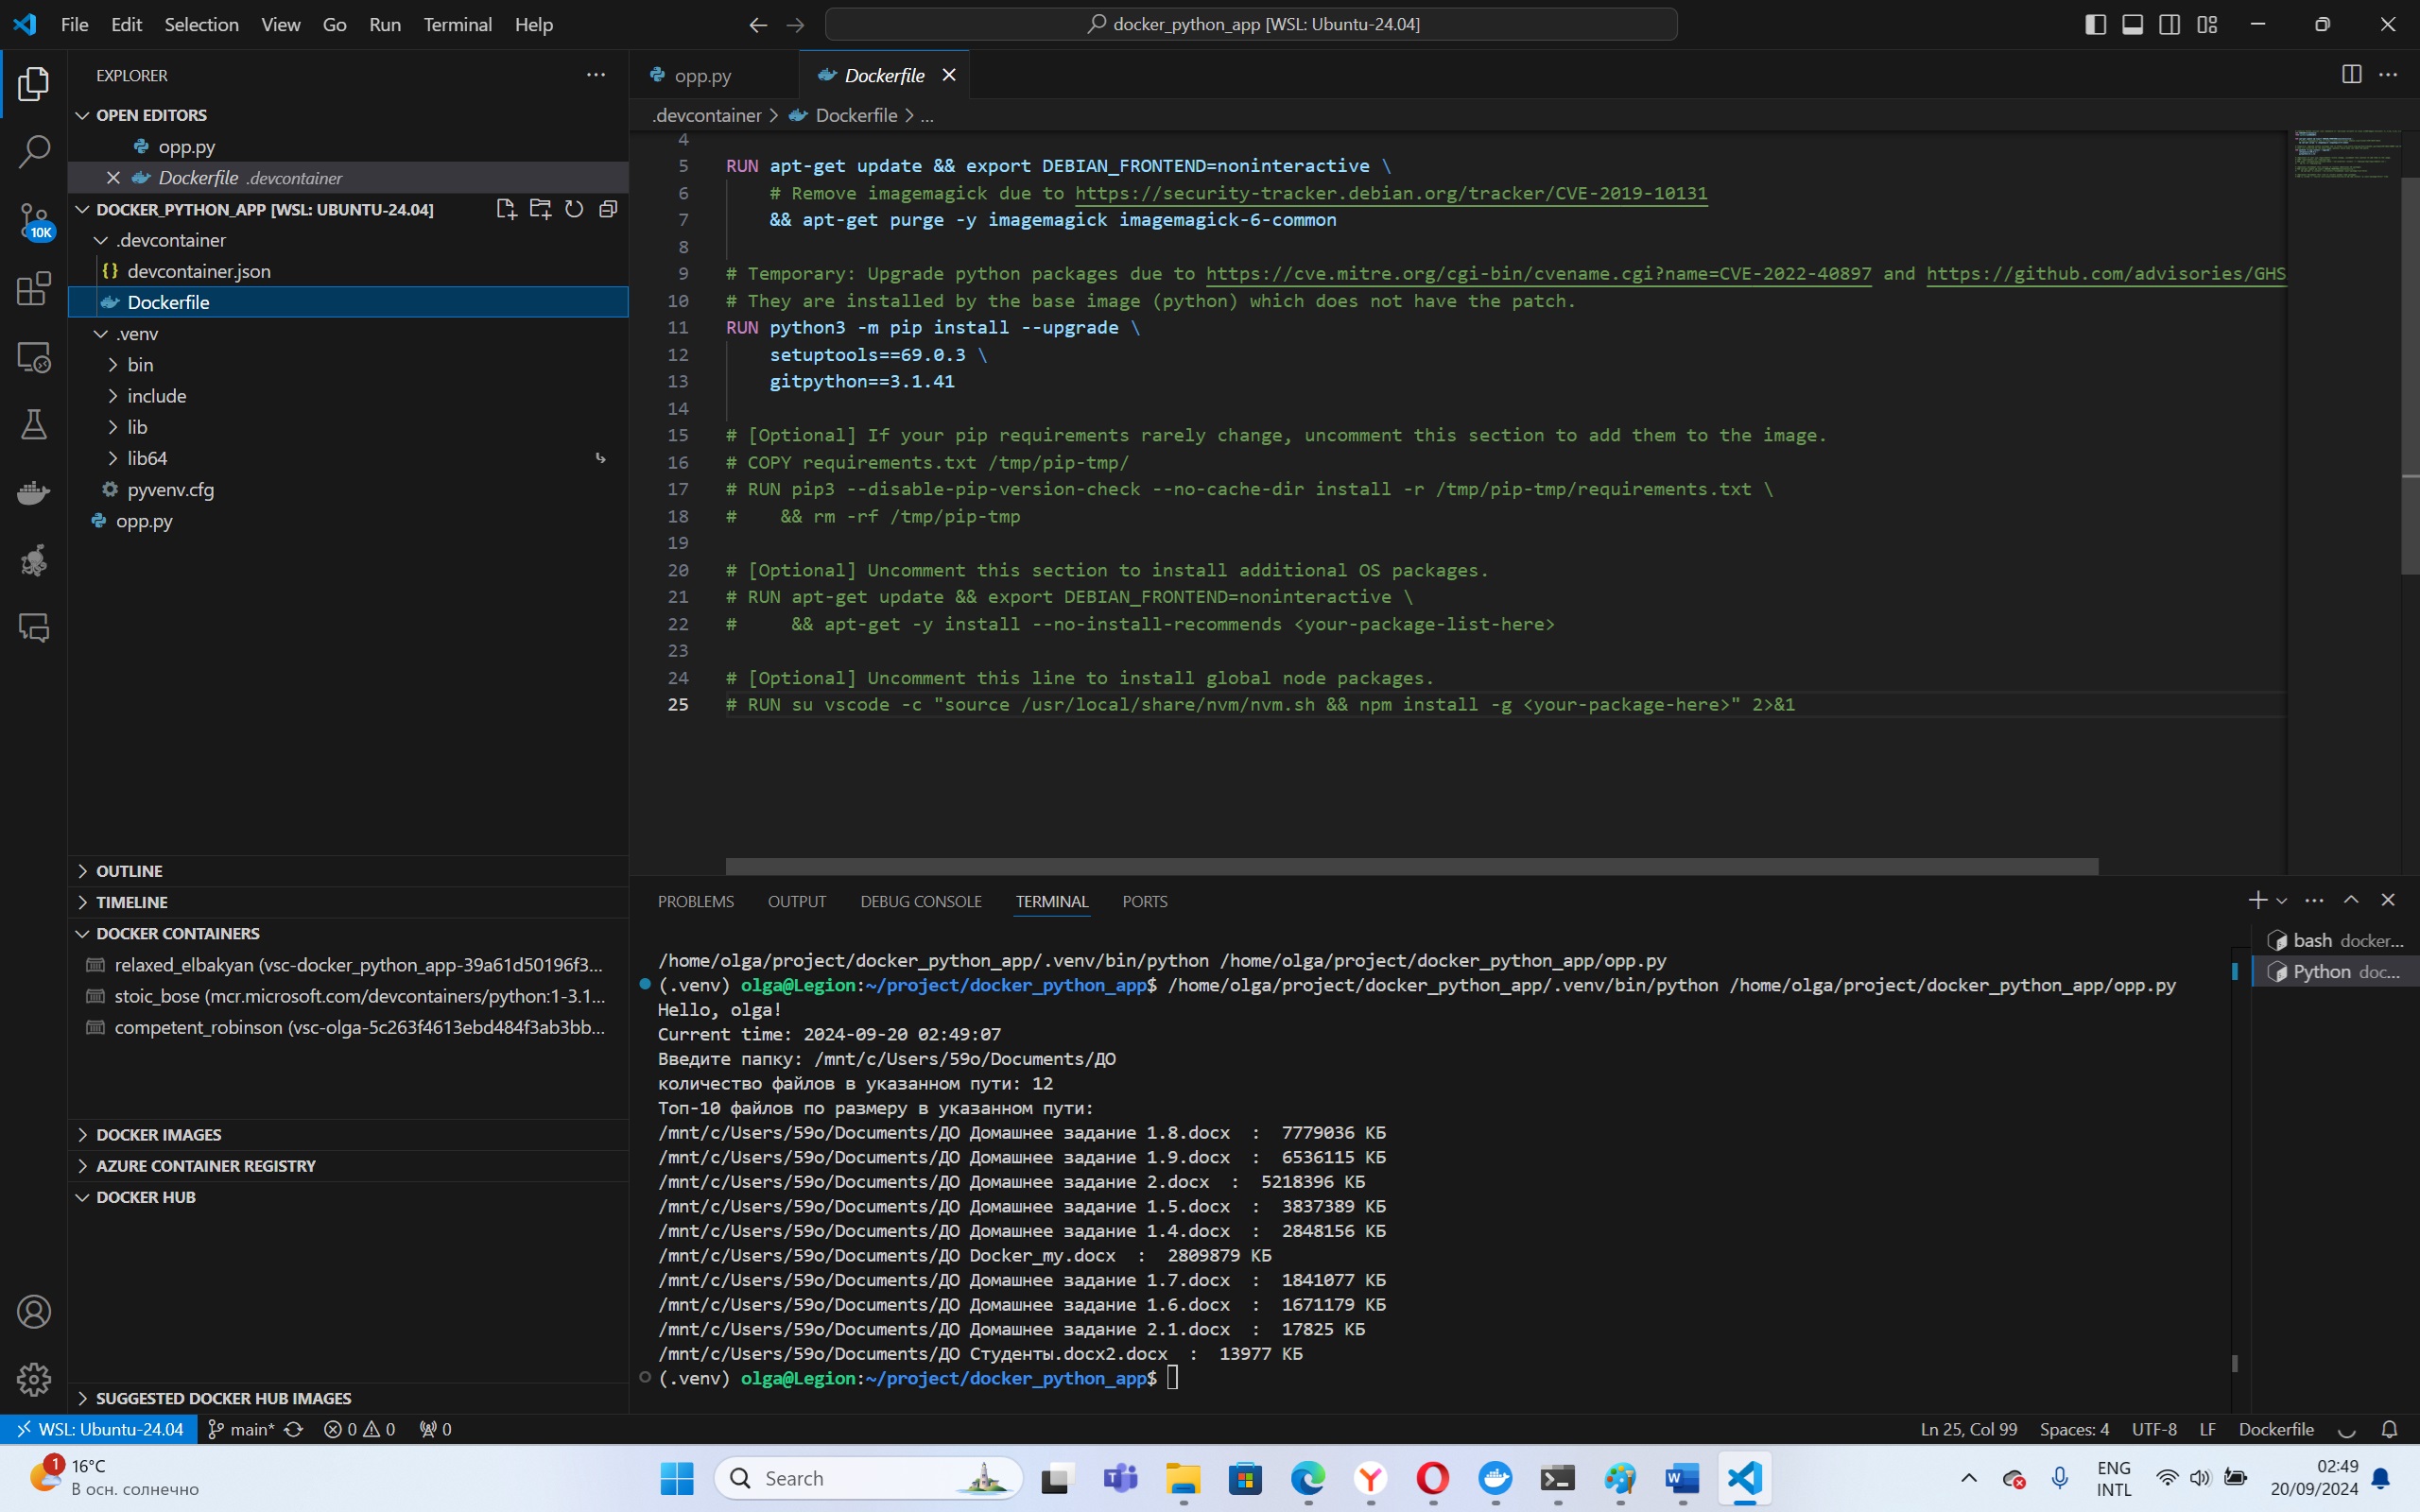 File Edit Selection View Go Run Terminal Help
docker_python_app [WSL: Ubuntu-24.04]
EXPLORER
OPEN EDITORS
opp.py
Dockerfile .devcontainer
DOCKER_PYTHON_APP [WSL: UBUNTU-24.04]
.devcontainer
devcontainer.json
Dockerfile
.venv
bin
include
lib
lib64
pyvenv.cfg
opp.py
10K
OUTLINE
TIMELINE
DOCKER CONTAINERS
relaxed_elbakyan (vsc-docker_python_app-39a61d50196f3...
stoic_bose (mcr.microsoft.com/devcontainers/python:1-3.1...
competent_robinson (vsc-olga-5c263f4613ebd484f3ab3bb...
DOCKER IMAGES
AZURE CONTAINER REGISTRY
DOCKER HUB
SUGGESTED DOCKER HUB IMAGES
opp.py
Dockerfile
.devcontainer > Dockerfile > ...
4
5 RUN apt-get update && export DEBIAN_FRONTEND=noninteractive \
6 # Remove imagemagick due to https://security-tracker.debian.org/tracker/CVE-2019-10131
7 && apt-get purge -y imagemagick imagemagick-6-common
8
9 # Temporary: Upgrade python packages due to https://cve.mitre.org/cgi-bin/cvename.cgi?name=CVE-2022-40897 and https://github.com/advisories/GHS
10 # They are installed by the base image (python) which does not have the patch.
11 RUN python3 -m pip install --upgrade \
12 setuptools==69.0.3 \
13 gitpython==3.1.41
14
15 # [Optional] If your pip requirements rarely change, uncomment this section to add them to the image.
16 # COPY requirements.txt /tmp/pip-tmp/
17 # RUN pip3 --disable-pip-version-check --no-cache-dir install -r /tmp/pip-tmp/requirements.txt \
18 # && rm -rf /tmp/pip-tmp
19
20 # [Optional] Uncomment this section to install additional OS packages.
21 # RUN apt-get update && export DEBIAN_FRONTEND=noninteractive \
22 # && apt-get -y install --no-install-recommends <your-package-list-here>
23
24 # [Optional] Uncomment this line to install global node packages.
25 # RUN su vscode -c "source /usr/local/share/nvm/nvm.sh && npm install -g <your-package-here>" 2>&1
PROBLEMS OUTPUT DEBUG CONSOLE TERMINAL PORTS
bash docker...
Python doc...
/home/olga/project/docker_python_app/.venv/bin/python /home/olga/project/docker_python_app/opp.py
(.venv) olga@Legion:~/project/docker_python_app$ /home/olga/project/docker_python_app/.venv/bin/python /home/olga/project/docker_python_app/opp.py
Hello, olga!
Current time: 2024-09-20 02:49:07
Введите папку: /mnt/c/Users/59o/Documents/ДО
количество файлов в указанном пути: 12
Топ-10 файлов по размеру в указанном пути:
/mnt/c/Users/59o/Documents/ДО Домашнее задание 1.8.docx : 7779036 КБ
/mnt/c/Users/59o/Documents/ДО Домашнее задание 1.9.docx : 6536115 КБ
/mnt/c/Users/59o/Documents/ДО Домашнее задание 2.docx : 5218396 КБ
/mnt/c/Users/59o/Documents/ДО Домашнее задание 1.5.docx : 3837389 КБ
/mnt/c/Users/59o/Documents/ДО Домашнее задание 1.4.docx : 2848156 КБ
/mnt/c/Users/59o/Documents/ДО Docker_my.docx : 2809879 КБ
/mnt/c/Users/59o/Documents/ДО Домашнее задание 1.7.docx : 1841077 КБ
/mnt/c/Users/59o/Documents/ДО Домашнее задание 1.6.docx : 1671179 КБ
/mnt/c/Users/59o/Documents/ДО Домашнее задание 2.1.docx : 17825 КБ
/mnt/c/Users/59o/Documents/ДО Студенты.docx2.docx : 13977 КБ
(.venv) olga@Legion:~/project/docker_python_app$
WSL: Ubuntu-24.04 main* 0 0 0
Ln 25, Col 99 Spaces: 4 UTF-8 LF Dockerfile
1
16°C
В осн. солнечно
Search
ENG
INTL
02:49
20/09/2024